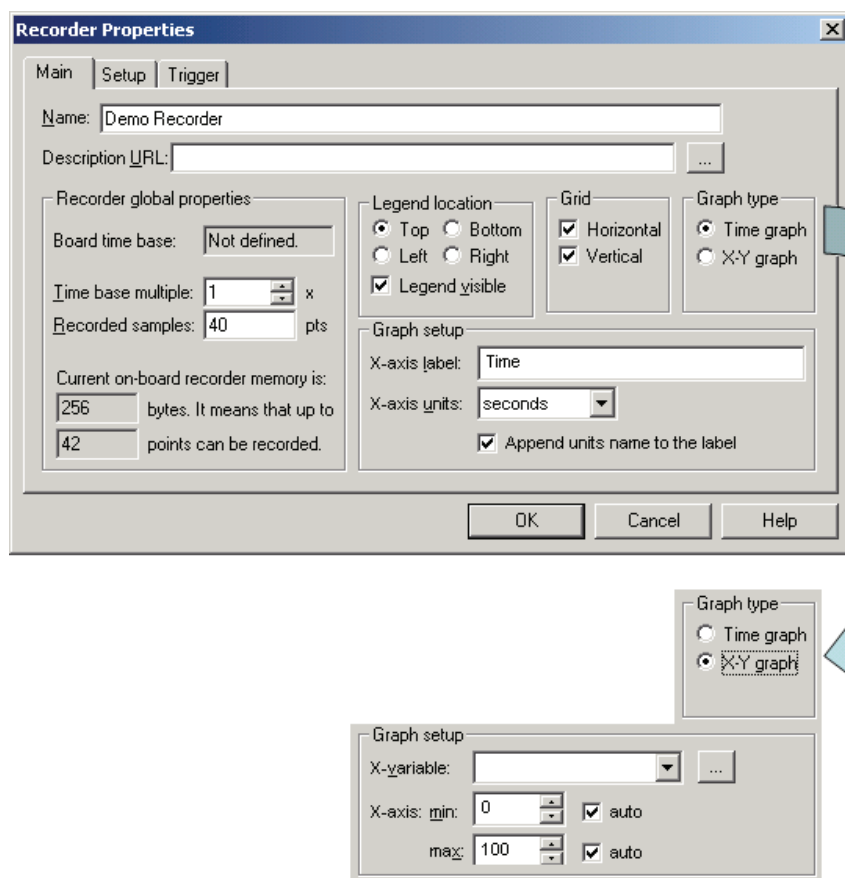 Recorder Properties
Main Setup Trigger
Name: Demo Recorder
Description URL: ...
Recorder global properties
Board time base: Not defined.
Time base multiple: 1 x
Recorded samples: 40 pts
Current on-board recorder memory is:
256 bytes. It means that up to
42 points can be recorded.
Legend location
Top Bottom
Left Right
Legend visible
Grid
Horizontal
Vertical
Graph type
Time graph
X-Y graph
Graph setup
X-axis label: Time
X-axis units: seconds
Append units name to the label
OK Cancel Help
Graph type
Time graph
X-Y graph
Graph setup
X-variable: ...
X-axis: min: 0 auto
max: 100 auto